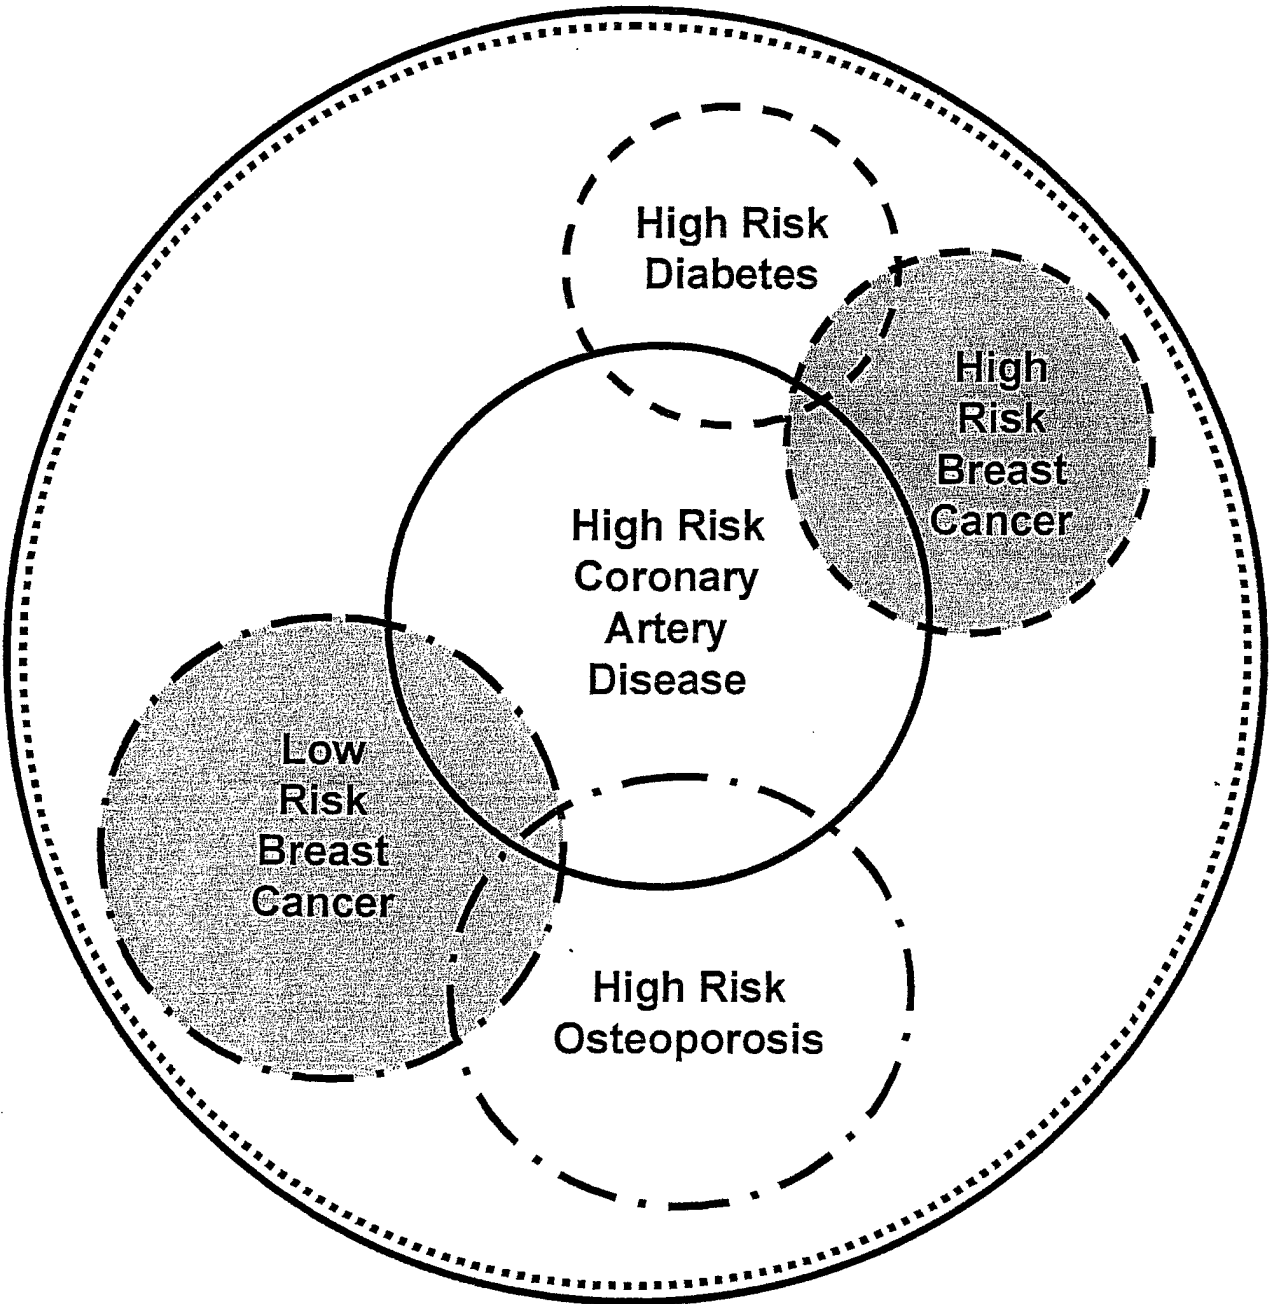 High Risk
Diabetes
High
Risk
Breast
Cancer
High Risk
Coronary
Artery
Disease
Low
Risk
Breast
Cancer
High Risk
Osteoporosis